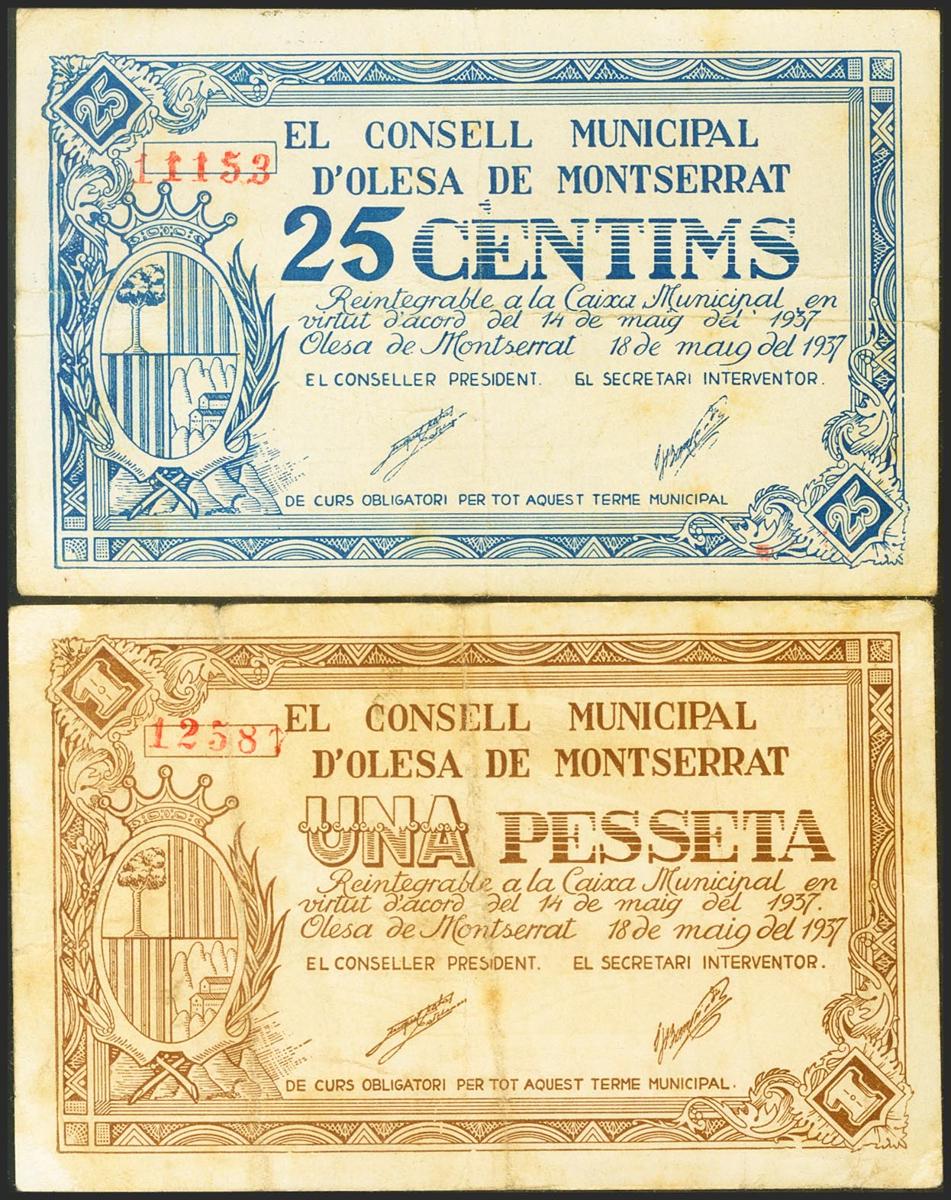 25
11153
EL CONSELL MUNICIPAL
D'OLESA DE MONTSERRAT
25 CENTIMS
Reintegrable a la Caixa Municipal en
virtut d'acord del 14 de maig del 1937
Olesa de Montserrat 18 de maig del 1937
EL CONSELLER PRESIDENT. EL SECRETARI INTERVENTOR.
DE CURS OBLIGATORI PER TOT AQUEST TERME MUNICIPAL
25
1
12581
EL CONSELL MUNICIPAL
D'OLESA DE MONTSERRAT
UNA PESSETA
Reintegrable a la Caixa Municipal en
virtut d'acord del 14 de maig del 1937.
Olesa de Montserrat 18 de maig del 1937
EL CONSELLER PRESIDENT. EL SECRETARI INTERVENTOR.
DE CURS OBLIGATORI PER TOT AQUEST TERME MUNICIPAL.
1